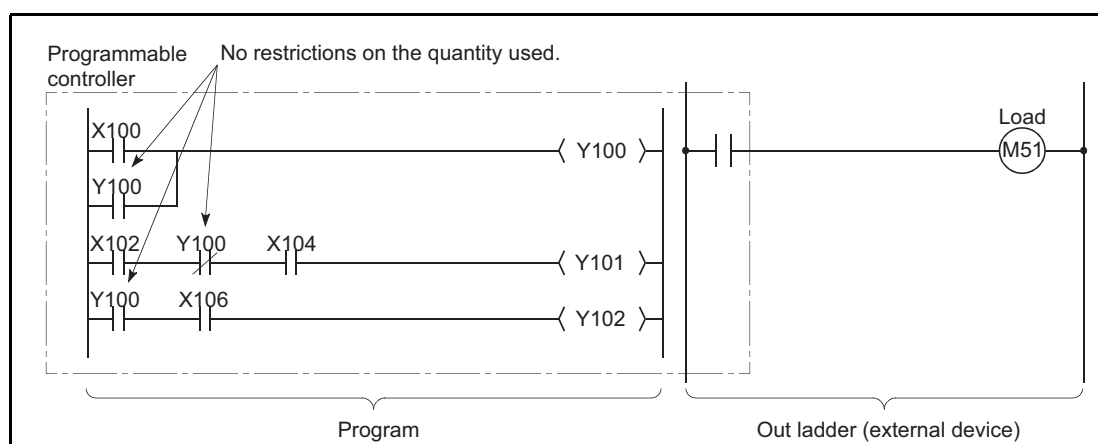 Programmable
controller
No restrictions on the quantity used.
Load
X100
Y100
M51
Y100
X102 Y100 X104
Y101
Y100 X106
Y102
Program
Out ladder (external device)